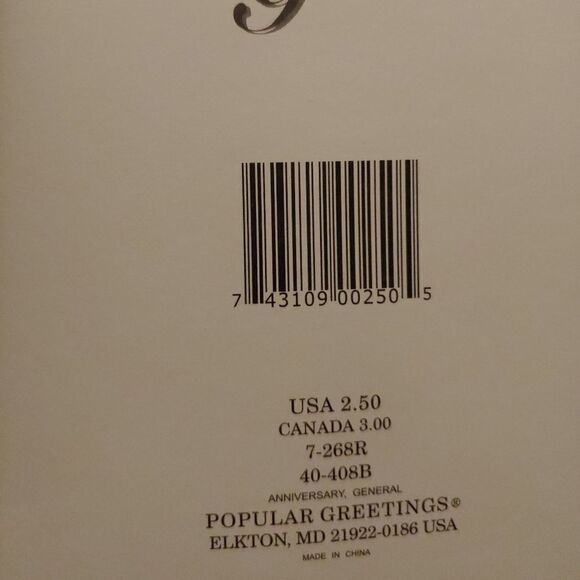 g
7 43109 00250 5
USA 2.50
CANADA 3.00
7-268R
40-408B
ANNIVERSARY, GENERAL
POPULAR GREETINGS®
ELKTON, MD 21922-0186 USA
MADE IN CHINA